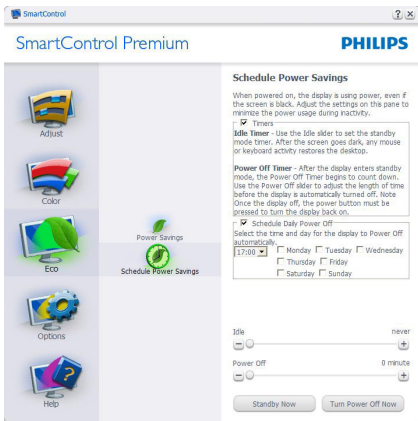 SmartControl
SmartControl Premium
PHILIPS
Adjust
Color
Eco
Options
Help
Power Savings
Schedule Power Savings
Schedule Power Savings
When powered on, the display is using power, even if
the screen is black. Adjust the settings on this pane to
minimize the power usage during inactivity.
Timers
Idle Timer - Use the Idle slider to set the standby
mode timer. After the screen goes dark, any mouse
or keyboard activity restores the desktop.
Power Off Timer - After the display enters standby
mode, the Power Off Timer begins to count down.
Use the Power Off slider to adjust the length of time
before the display is automatically turned off. Note
Once the display off, the power button must be
pressed to turn the display back on.
Schedule Daily Power Off
Select the time and day for the display to Power Off
automatically.
17:00 Monday Tuesday Wednesday
Thursday Friday
Saturday Sunday
Idle never
Power Off 0 minute
Standby Now Turn Power Off Now